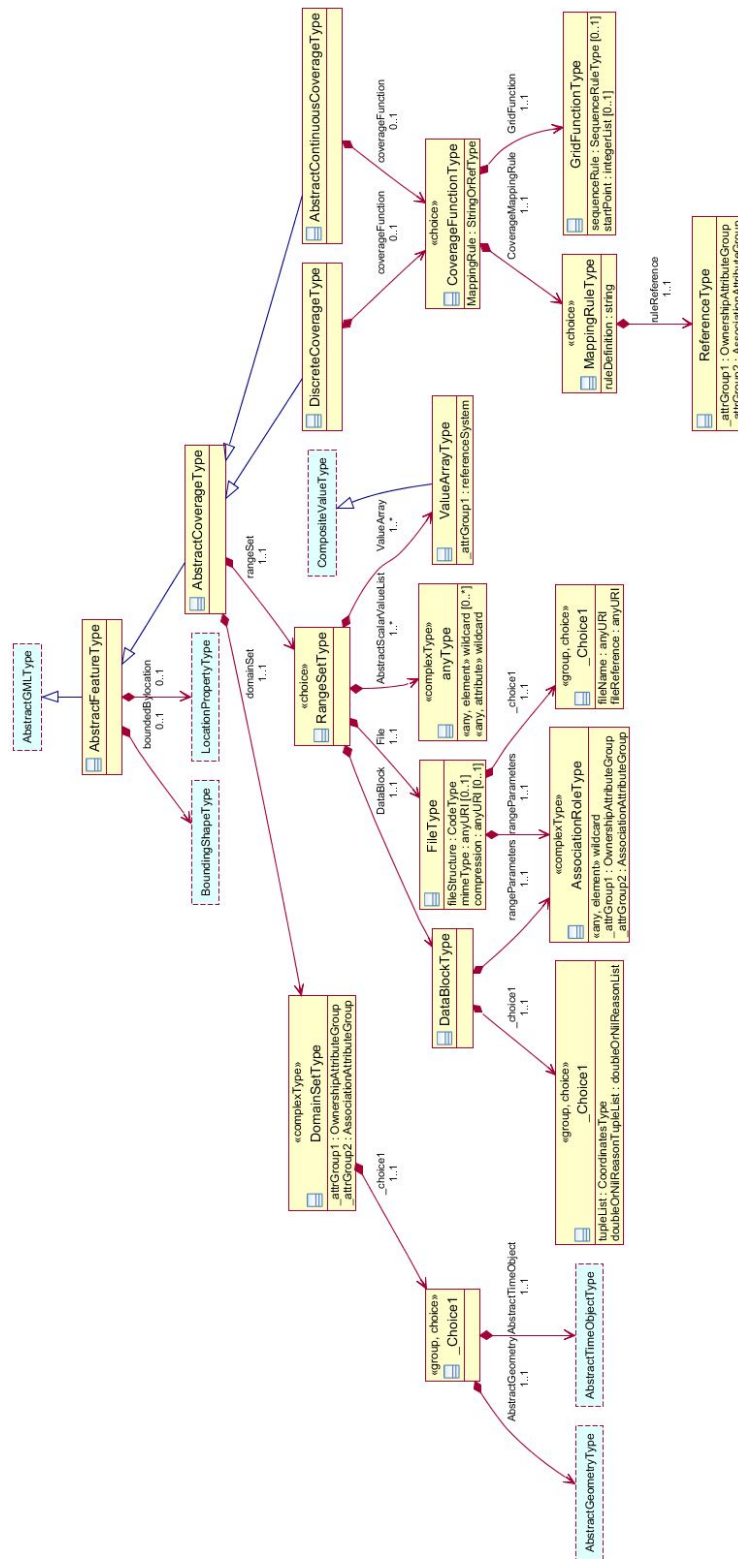 AbstractGMLType
AbstractFeatureType
boundedBy
0..1
location
0..1
BoundingShapeType
LocationPropertyType
AbstractCoverageType
domainSet
1..1
rangeSet
1..1
DiscreteCoverageType
AbstractContinuousCoverageType
coverageFunction
0..1
coverageFunction
0..1
«complexType»
DomainSetType
_attrGroup1 : OwnershipAttributeGroup
_attrGroup2 : AssociationAttributeGroup
_choice1
1..1
«group, choice»
_Choice1
AbstractGeometry
1..1
AbstractTimeObject
1..1
AbstractGeometryType
AbstractTimeObjectType
«choice»
RangeSetType
DataBlock
1..1
File
1..1
AbstractScalarValueList
1..*
ValueArray
1..*
CompositeValueType
DataBlockType
FileType
fileStructure : CodeType
mimeType : anyURI [0..1]
compression : anyURI [0..1]
«complexType»
anyType
«any, element» wildcard [0..*]
«any, attribute» wildcard
ValueArrayType
_attrGroup1 : referenceSystem
_choice1
1..1
rangeParameters
1..1
rangeParameters
1..1
_choice1
1..1
«group, choice»
_Choice1
tupleList : CoordinatesType
doubleOrNilReasonTupleList : doubleOrNilReasonList
«complexType»
AssociationRoleType
«any, element» wildcard
_attrGroup1 : OwnershipAttributeGroup
_attrGroup2 : AssociationAttributeGroup
«group, choice»
_Choice1
fileName : anyURI
fileReference : anyURI
«choice»
CoverageFunctionType
MappingRule : StringOrRefType
CoverageMappingRule
1..1
GridFunction
1..1
«choice»
MappingRuleType
ruleDefinition : string
GridFunctionType
sequenceRule : SequenceRuleType [0..1]
startPoint : integerList [0..1]
ruleReference
1..1
ReferenceType
_attrGroup1 : OwnershipAttributeGroup
_attrGroup2 : AssociationAttributeGroup